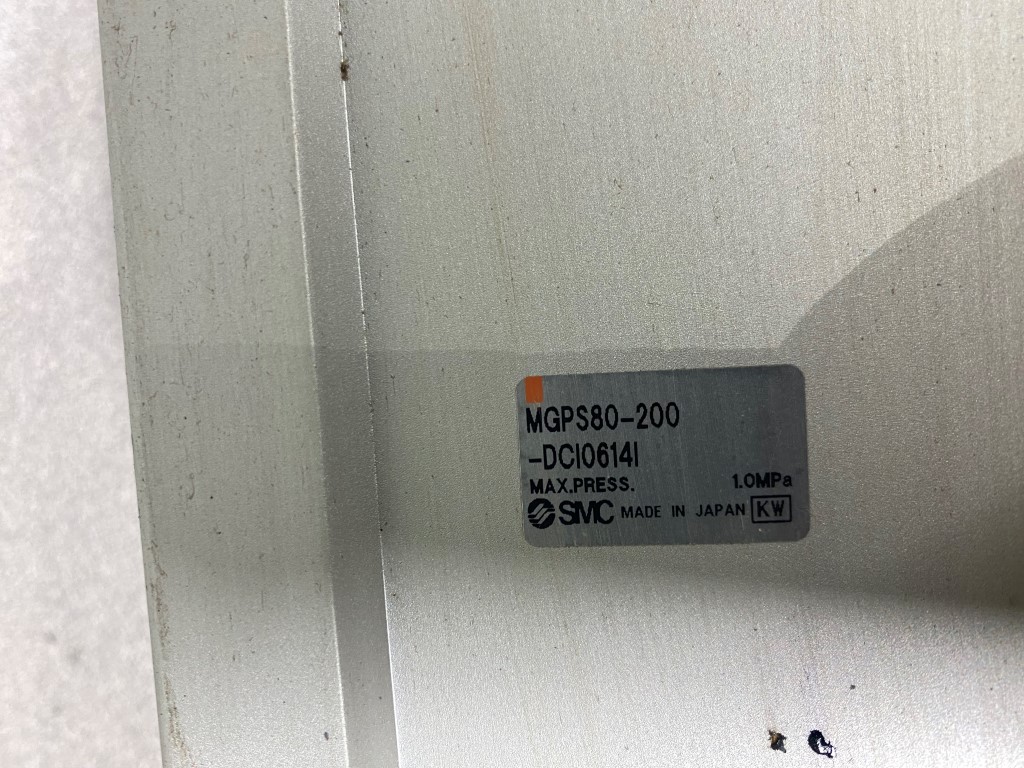 MGPS80-200
-DCI0614I
MAX.PRESS. 1.0MPa
SMC MADE IN JAPAN KW